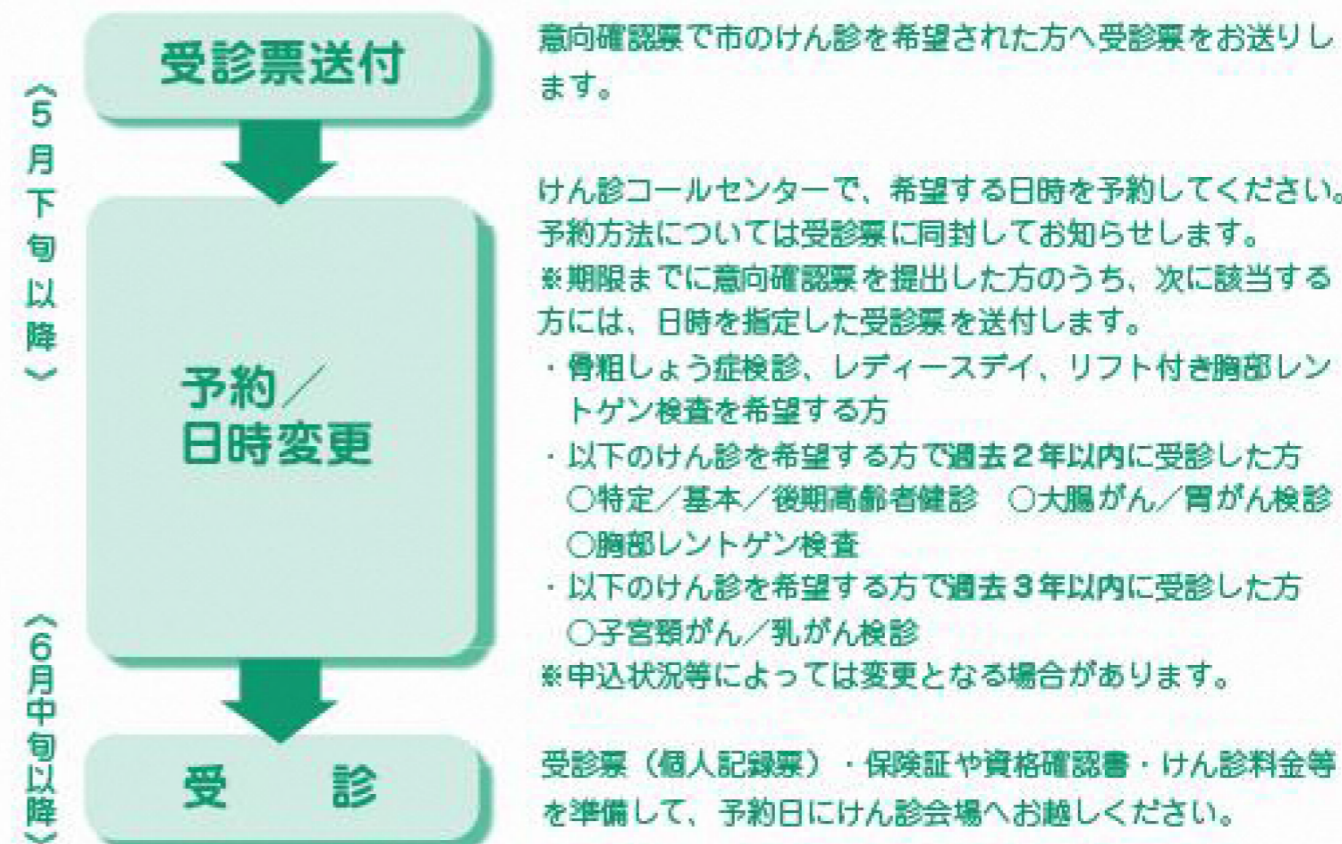 《5月下旬以降》
受診票送付
意向確認票で市のけん診を希望された方へ受診票をお送りし
ます。
予約／
日時変更
けん診コールセンターで、希望する日時を予約してください。
予約方法については受診票に同封してお知らせします。
※期限までに意向確認票を提出した方のうち、次に該当する
方には、日時を指定した受診票を送付します。
・骨粗しょう症検診、レディースデイ、リフト付き胸部レン
トゲン検査を希望する方
・以下のけん診を希望する方で過去２年以内に受診した方
○特定／基本／後期高齢者健診　○大腸がん／胃がん検診
○胸部レントゲン検査
・以下のけん診を希望する方で過去３年以内に受診した方
○子宮頸がん／乳がん検診
※申込状況等によっては変更となる場合があります。
《6月中旬以降》
受　　診
受診票（個人記録票）・保険証や資格確認書・けん診料金等
を準備して、予約日にけん診会場へお越しください。